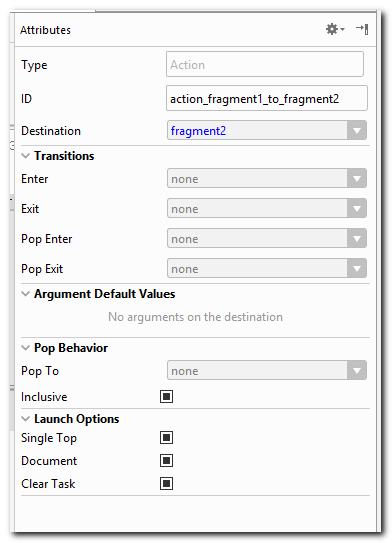 Attributes
Type Action
ID action_fragment1_to_fragment2
Destination fragment2
Transitions
Enter none
Exit none
Pop Enter none
Pop Exit none
Argument Default Values
No arguments on the destination
Pop Behavior
Pop To none
Inclusive
Launch Options
Single Top
Document
Clear Task